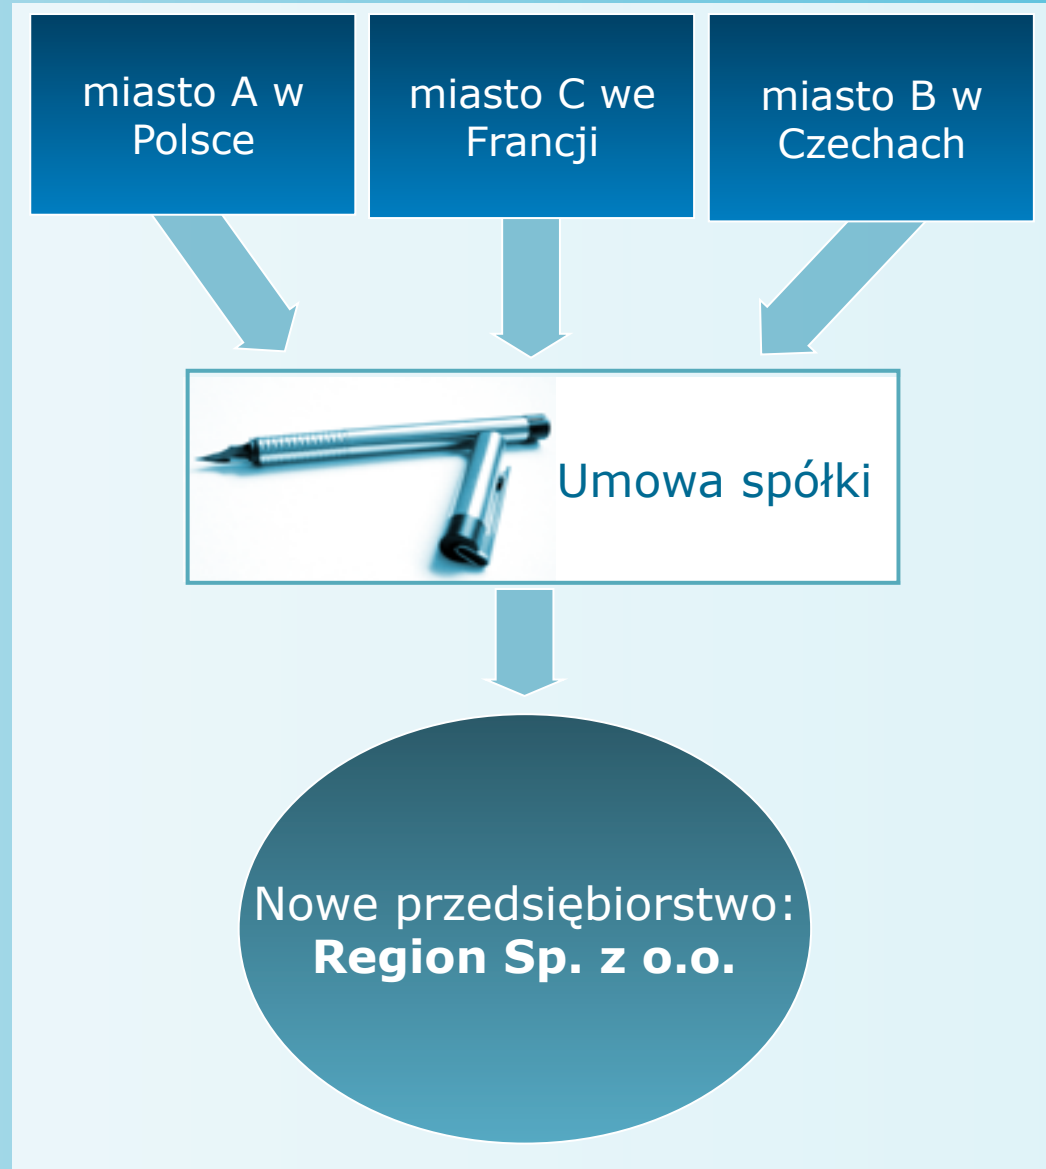 miasto A w
Polsce
miasto C we
Francji
miasto B w
Czechach
Umowa spółki
Nowe przedsiębiorstwo:
Region Sp. z o.o.